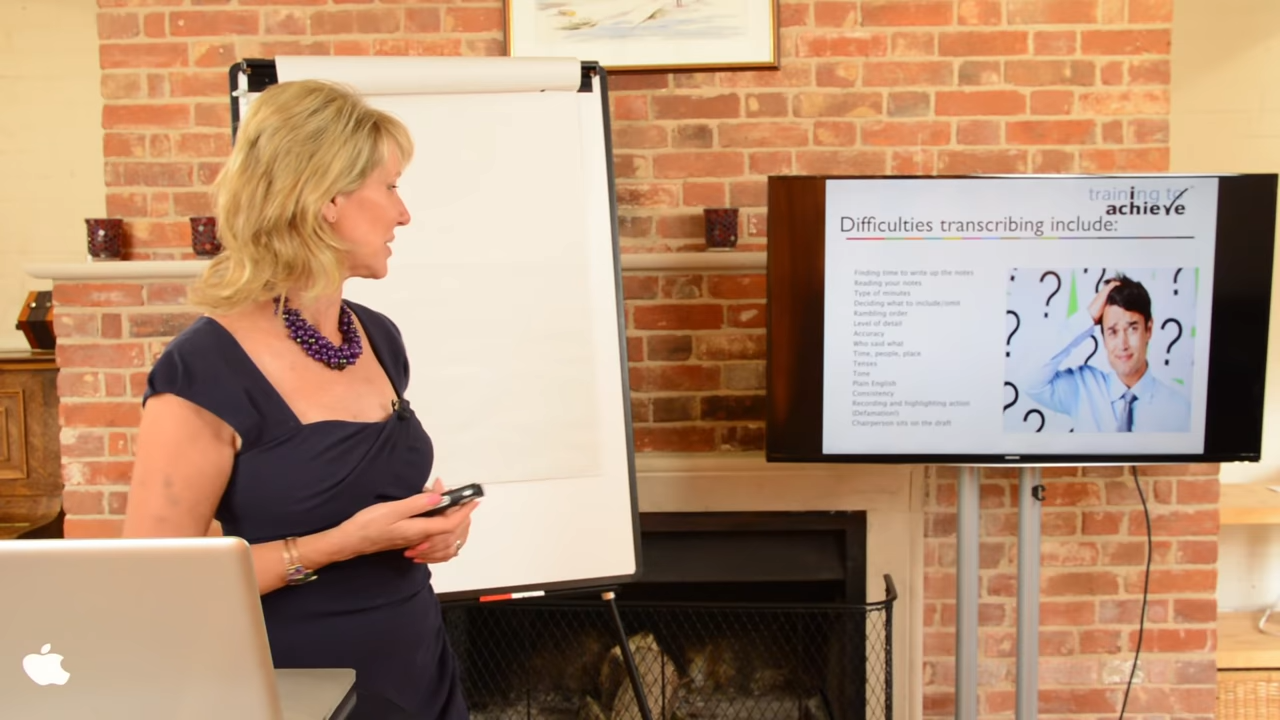 training to
achieve
Difficulties transcribing include:
Finding time to write up the notes
Reading your notes
Type of minutes
Deciding what to include/omit
Rambling order
Level of detail
Accuracy
Who said what
Time, people, place
Tenses
Tone
Plain English
Consistency
Recording and highlighting action
(Defamation!)
Chairperson sits on the draft